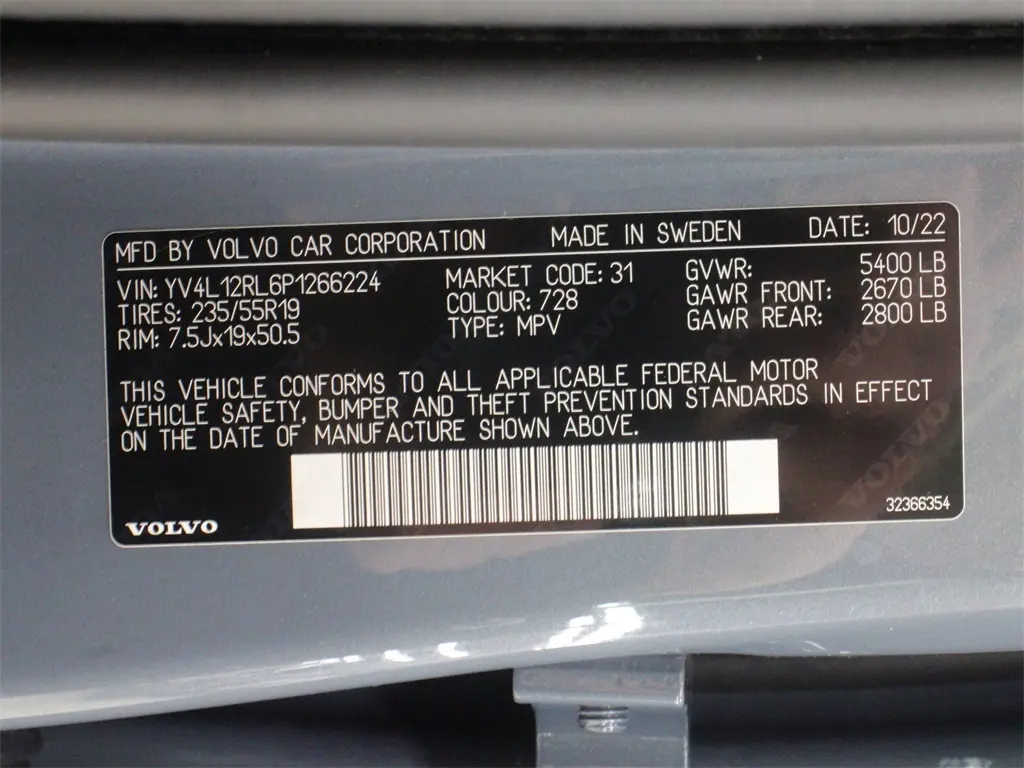 MFD BY VOLVO CAR CORPORATION MADE IN SWEDEN DATE: 10/22
VIN: YV4L12RL6P1266224 MARKET CODE: 31 GVWR: 5400 LB
TIRES: 235/55R19 COLOUR: 728 GAWR FRONT: 2670 LB
RIM: 7.5Jx19x50.5 TYPE: MPV GAWR REAR: 2800 LB
THIS VEHICLE CONFORMS TO ALL APPLICABLE FEDERAL MOTOR
VEHICLE SAFETY, BUMPER AND THEFT PREVENTION STANDARDS IN EFFECT
ON THE DATE OF MANUFACTURE SHOWN ABOVE.
VOLVO 32366354